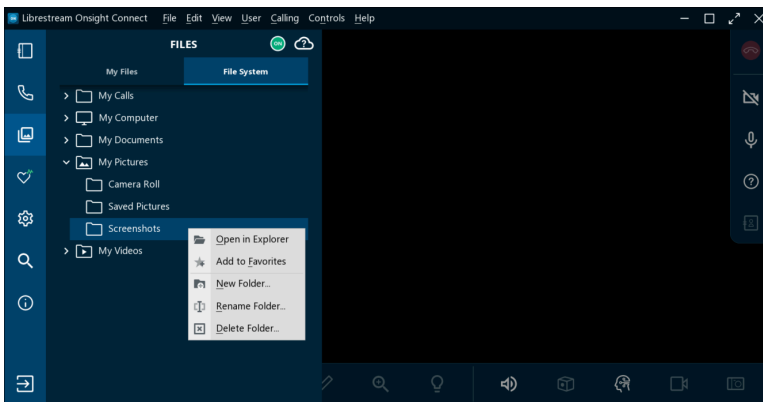 Librestream Onsight Connect File Edit View User Calling Controls Help
FILES ON
My Files File System
My Calls
My Computer
My Documents
My Pictures
Camera Roll
Saved Pictures
Screenshots
My Videos
Open in Explorer
Add to Favorites
New Folder...
Rename Folder...
Delete Folder...